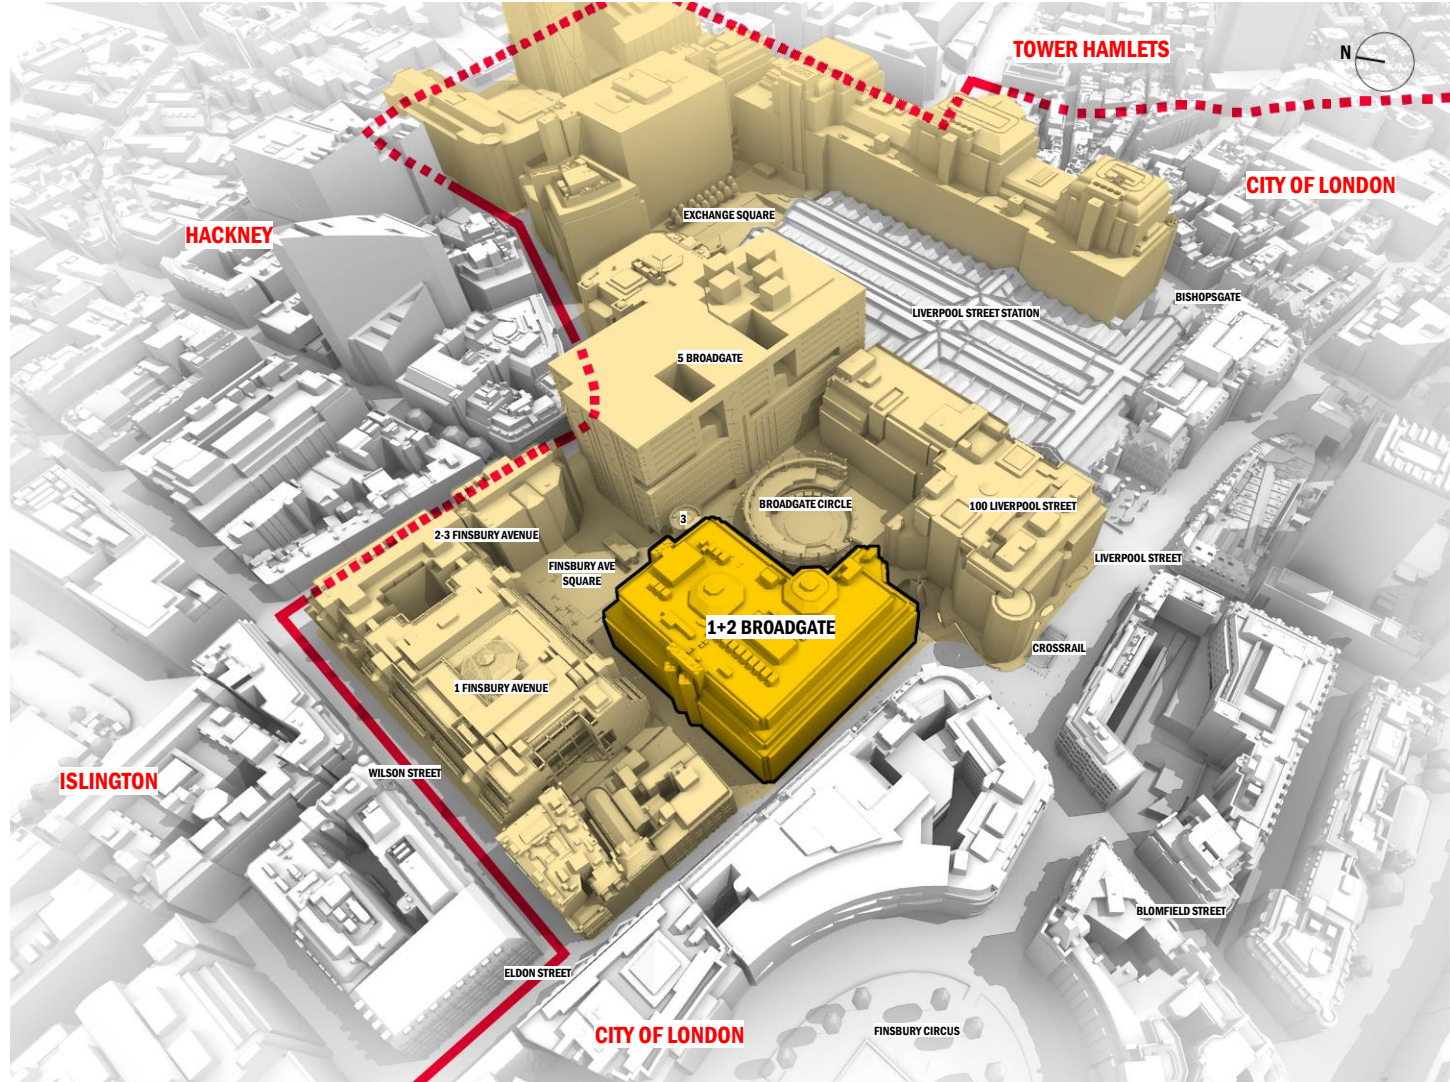 TOWER HAMLETS
N
CITY OF LONDON
EXCHANGE SQUARE
HACKNEY
BISHOPSGATE
LIVERPOOL STREET STATION
5 BROADGATE
BROADGATE CIRCLE
100 LIVERPOOL STREET
3
2-3 FINSBURY AVENUE
LIVERPOOL STREET
FINSBURY AVE
SQUARE
1+2 BROADGATE
CROSSRAIL
1 FINSBURY AVENUE
WILSON STREET
ISLINGTON
BLOMFIELD STREET
ELDON STREET
CITY OF LONDON
FINSBURY CIRCUS